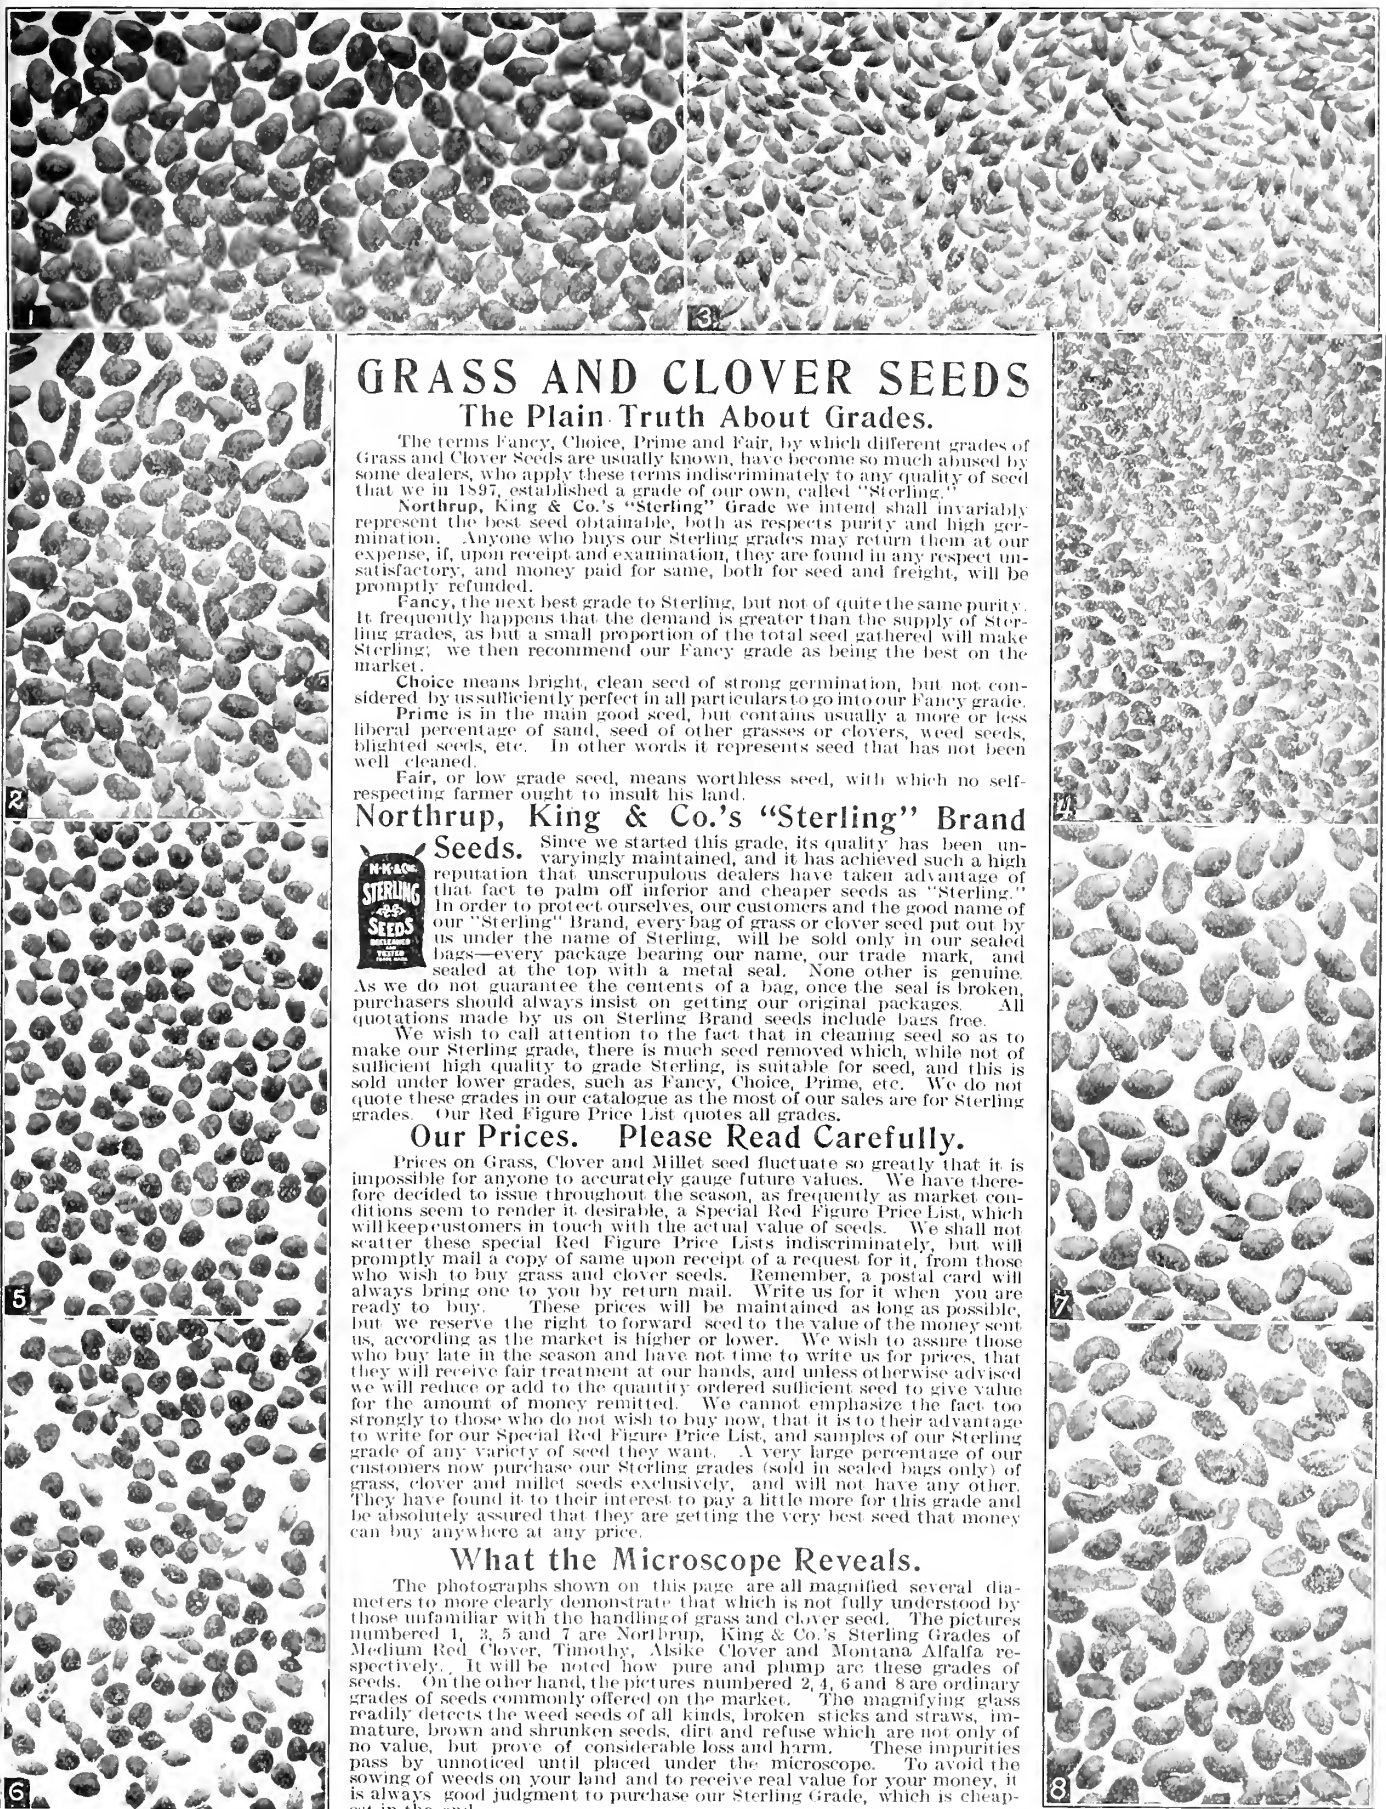 1
3
GRASS AND CLOVER SEEDS
The Plain Truth About Grades.
The terms Fancy, Choice, Prime and Fair, by which different grades of
Grass and Clover Seeds are usually known, have become so much abused by
some dealers, who apply these terms indiscriminately to any quality of seed
that we in 1897, established a grade of our own, called "Sterling."
Northrup, King & Co.'s "Sterling" Grade we intend shall invariably
represent the best seed obtainable, both as respects purity and high ger-
mination. Anyone who buys our Sterling grades may return them at our
expense, if, upon receipt and examination, they are found in any respect un-
satisfactory, and money paid for same, both for seed and freight, will be
promptly refunded.
Fancy, the next best grade to Sterling, but not of quite the same purity.
It frequently happens that the demand is greater than the supply of Ster-
ling grades, as but a small proportion of the total seed gathered will make
Sterling; we then recommend our Fancy grade as being the best on the
market.
Choice means bright, clean seed of strong germination, but not con-
sidered by us sufficiently perfect in all particulars to go into our Fancy grade.
Prime is in the main good seed, but contains usually a more or less
liberal percentage of sand, seed of other grasses or clovers, weed seeds,
blighted seeds, etc. In other words it represents seed that has not been
well cleaned.
Fair, or low grade seed, means worthless seed, with which no self-
respecting farmer ought to insult his land.
2
4
Northrup, King & Co.'s "Sterling" Brand
Seeds. Since we started this grade, its quality has been un-
varyingly maintained, and it has achieved such a high
reputation that unscrupulous dealers have taken advantage of
that fact to palm off inferior and cheaper seeds as "Sterling."
In order to protect ourselves, our customers and the good name of
our "Sterling" Brand, every bag of grass or clover seed put out by
us under the name of Sterling, will be sold only in our sealed
bags—every package bearing our name, our trade mark, and
sealed at the top with a metal seal. None other is genuine.
As we do not guarantee the contents of a bag, once the seal is broken,
purchasers should always insist on getting our original packages. All
quotations made by us on Sterling Brand seeds include bags free.
N.K.&CO.
STERLING
SEEDS
RECLEANED
AND
TESTED
TRADE MARK
We wish to call attention to the fact that in cleaning seed so as to
make our Sterling grade, there is much seed removed which, while not of
sufficient high quality to grade Sterling, is suitable for seed, and this is
sold under lower grades, such as Fancy, Choice, Prime, etc. We do not
quote these grades in our catalogue as the most of our sales are for Sterling
grades. Our Red Figure Price List quotes all grades.
Our Prices. Please Read Carefully.
Prices on Grass, Clover and Millet seed fluctuate so greatly that it is
impossible for anyone to accurately gauge future values. We have there-
fore decided to issue throughout the season, as frequently as market con-
ditions seem to render it desirable, a Special Red Figure Price List, which
will keep customers in touch with the actual value of seeds. We shall not
scatter these special Red Figure Price Lists indiscriminately, but will
promptly mail a copy of same upon receipt of a request for it, from those
who wish to buy grass and clover seeds. Remember, a postal card will
always bring one to you by return mail. Write us for it when you are
ready to buy. These prices will be maintained as long as possible,
but we reserve the right to forward seed to the value of the money sent
us, according as the market is higher or lower. We wish to assure those
who buy late in the season and have not time to write us for prices, that
they will receive fair treatment at our hands, and unless otherwise advised
we will reduce or add to the quantity ordered sufficient seed to give value
for the amount of money remitted. We cannot emphasize the fact too
strongly to those who do not wish to buy now, that it is to their advantage
to write for our Special Red Figure Price List, and samples of our Sterling
grade of any variety of seed they want. A very large percentage of our
customers now purchase our Sterling grades (sold in sealed bags only) of
grass, clover and millet seeds exclusively, and will not have any other.
They have found it to their interest to pay a little more for this grade and
be absolutely assured that they are getting the very best seed that money
can buy anywhere at any price.
5
7
What the Microscope Reveals.
The photographs shown on this page are all magnified several dia-
meters to more clearly demonstrate that which is not fully understood by
those unfamiliar with the handling of grass and clover seed. The pictures
numbered 1, 3, 5 and 7 are Northrup, King & Co.'s Sterling Grades of
Medium Red Clover, Timothy, Alsike Clover and Montana Alfalfa re-
spectively. It will be noted how pure and plump are these grades of
seeds. On the other hand, the pictures numbered 2, 4, 6 and 8 are ordinary
grades of seeds commonly offered on the market. The magnifying glass
readily detects the weed seeds of all kinds, broken sticks and straws, im-
mature, brown and shrunken seeds, dirt and refuse which are not only of
no value, but prove of considerable loss and harm. These impurities
pass by unnoticed until placed under the microscope. To avoid the
sowing of weeds on your land and to receive real value for your money, it
is always good judgment to purchase our Sterling Grade, which is cheap-
6
8